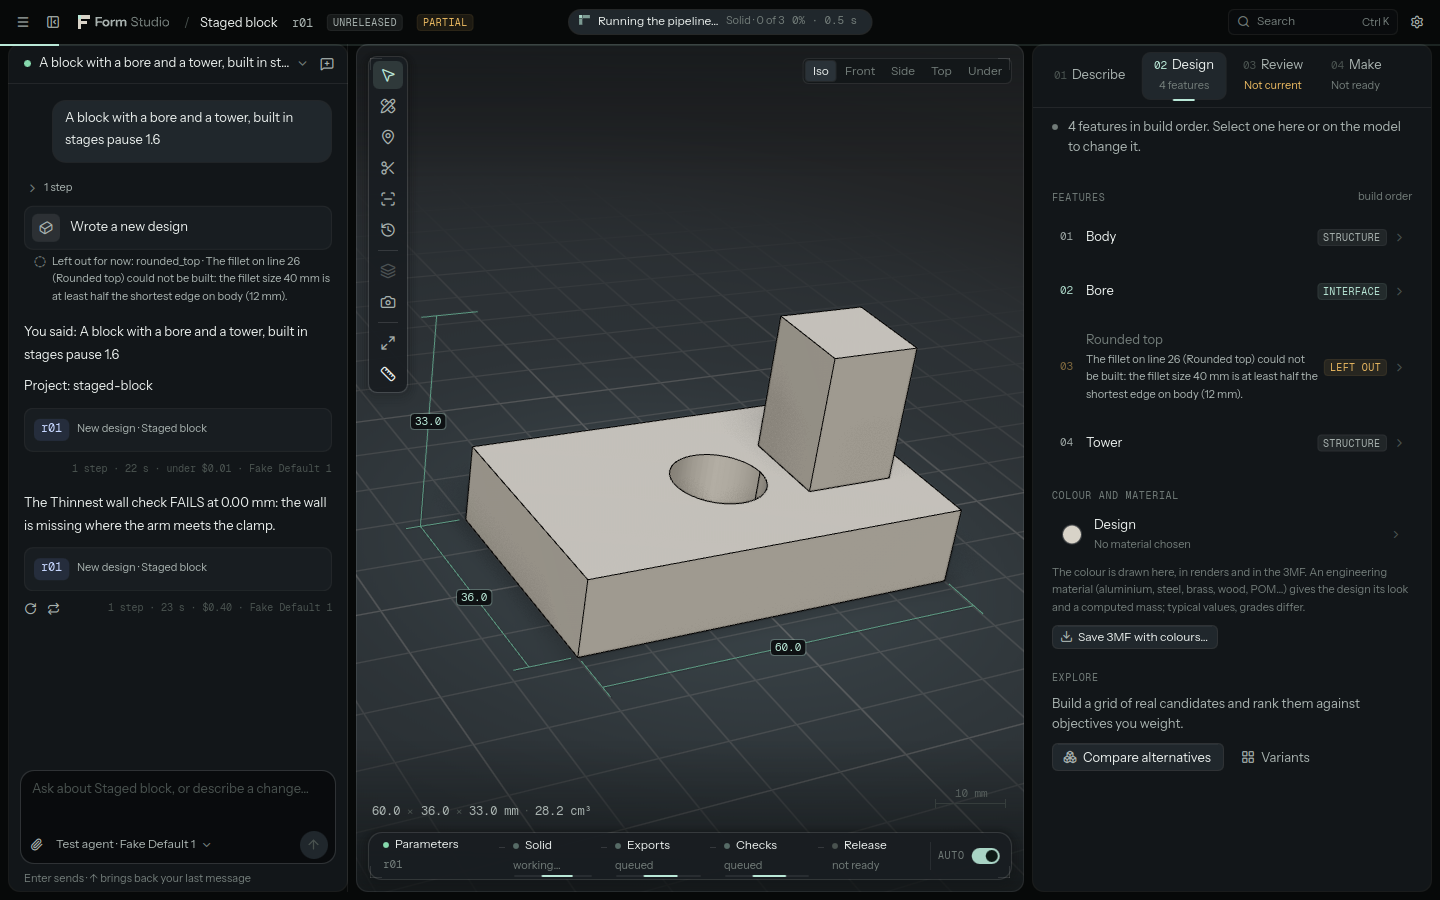 Form Studio / Staged block r01 UNRELEASED PARTIAL
Running the pipeline... Solid · 0 of 3 0% · 0.5 s
Search Ctrl K
A block with a bore and a tower, built in st...
A block with a bore and a tower, built in
stages pause 1.6
1 step
Wrote a new design
Left out for now: rounded_top · The fillet on line 26
(Rounded top) could not be built: the fillet size 40 mm is
at least half the shortest edge on body (12 mm).
You said: A block with a bore and a tower, built in
stages pause 1.6
Project: staged-block
r01 New design · Staged block
1 step · 22 s · under $0.01 · Fake Default 1
The Thinnest wall check FAILS at 0.00 mm: the wall
is missing where the arm meets the clamp.
r01 New design · Staged block
1 step · 23 s · $0.40 · Fake Default 1
Ask about Staged block, or describe a change...
Test agent · Fake Default 1
Enter sends · ↑ brings back your last message
Iso Front Side Top Under
33.0
36.0
60.0
10 mm
60.0 × 36.0 × 33.0 mm · 28.2 cm³
Parameters
r01
Solid
working...
Exports
queued
Checks
queued
Release
not ready
AUTO
01 Describe
02 Design
4 features
03 Review
Not current
04 Make
Not ready
4 features in build order. Select one here or on the model
to change it.
FEATURES build order
01 Body STRUCTURE
02 Bore INTERFACE
Rounded top
03 The fillet on line 26 (Rounded top) could not
be built: the fillet size 40 mm is at least half the
shortest edge on body (12 mm).
LEFT OUT
04 Tower STRUCTURE
COLOUR AND MATERIAL
Design
No material chosen
The colour is drawn here, in renders and in the 3MF. An engineering
material (aluminium, steel, brass, wood, POM...) gives the design its look
and a computed mass; typical values, grades differ.
Save 3MF with colours...
EXPLORE
Build a grid of real candidates and rank them against
objectives you weight.
Compare alternatives Variants